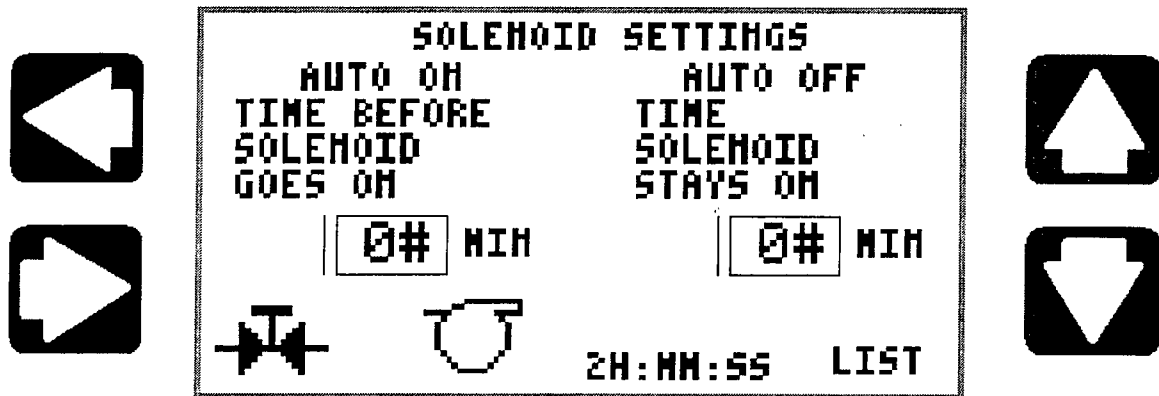 SOLENOID SETTINGS
AUTO ON AUTO OFF
TIME BEFORE TIME
SOLENOID SOLENOID
GOES ON STAYS ON
0# MIN 0# MIN
2H:MM:SS LIST